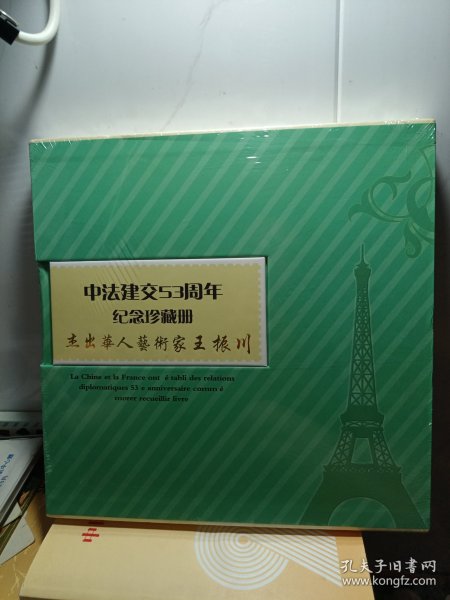 中法建交53周年
纪念珍藏册
杰出華人藝術家王振川
La Chine et la France ont é tabli des relations
diplomatiques 53 e anniversaire comm é
morer recueillir livre
中
孔夫子旧书网
www.kongfz.com